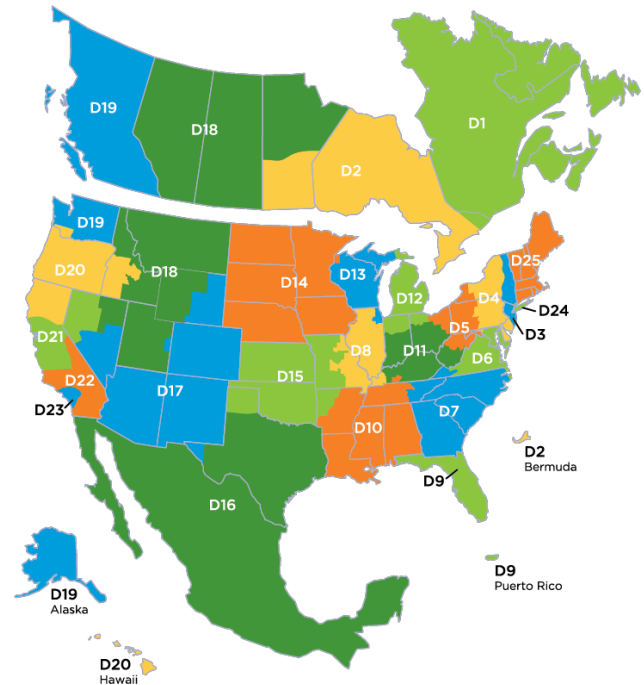 D19
D18
D1
D2
D19
D18
D20
D21
D22
D23
D17
D14
D15
D16
D13
D12
D8
D11
D10
D5
D4
D25
D24
D3
D6
D7
D9
D2
Bermuda
D9
Puerto Rico
D19
Alaska
D20
Hawaii